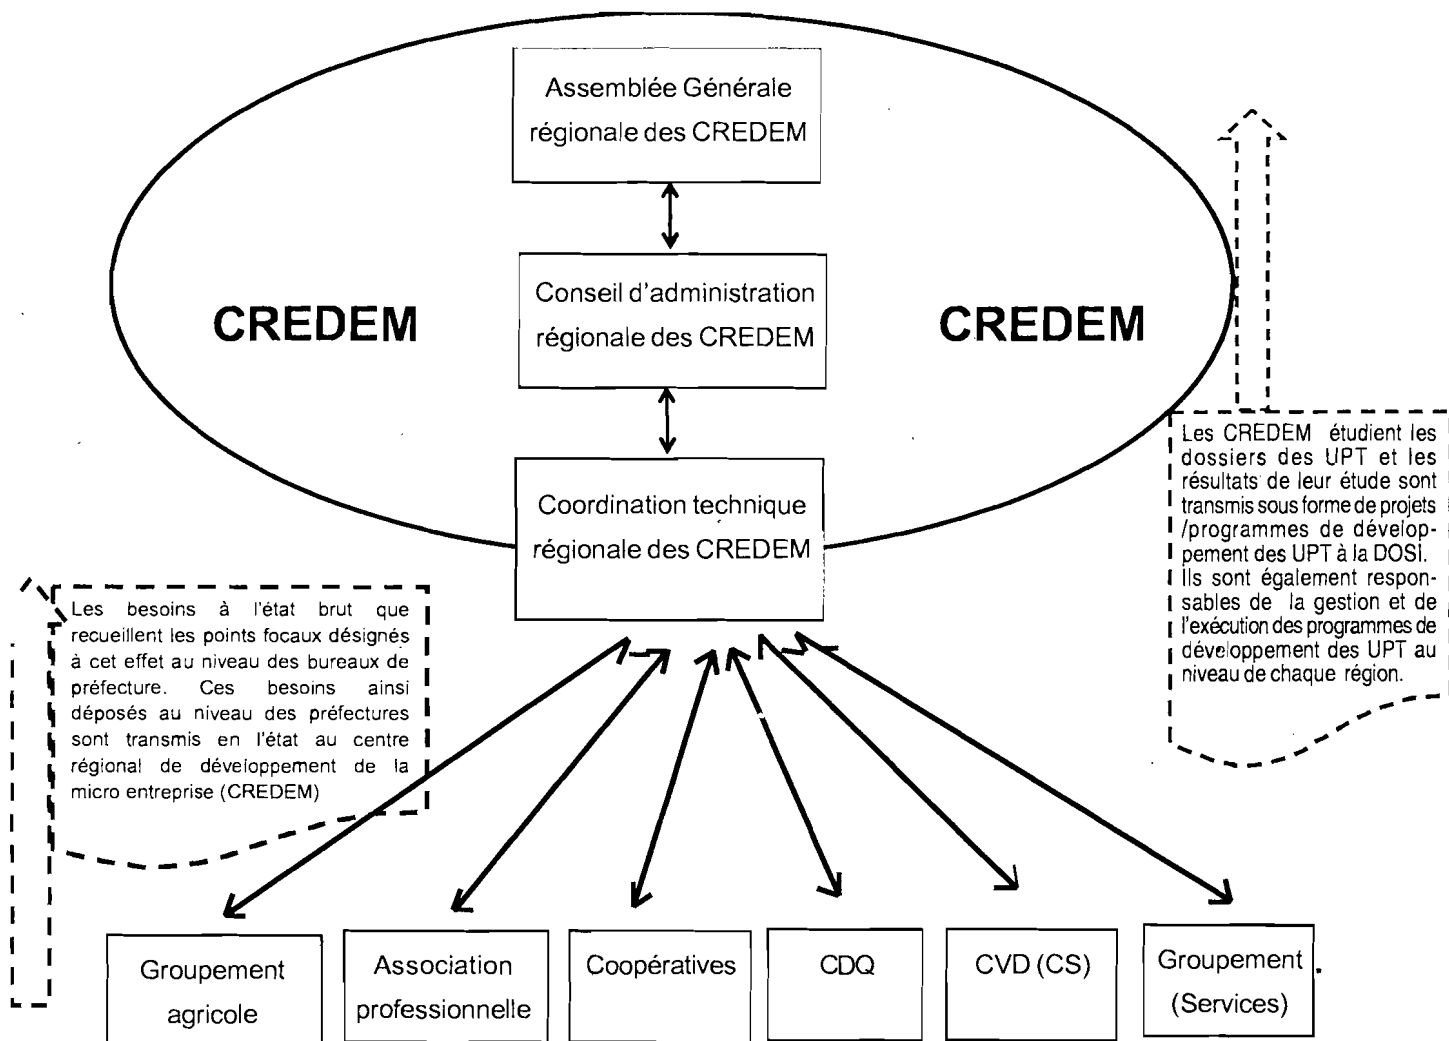 Assemblée Générale
régionale des CREDEM
Conseil d'administration
régionale des CREDEM
CREDEM
CREDEM
Coordination technique
régionale des CREDEM
Les CREDEM étudient les
dossiers des UPT et les
résultats de leur étude sont
transmis sous forme de projets
/programmes de dévelop-
pement des UPT à la DOSI.
Ils sont également respon-
sables de la gestion et de
l'exécution des programmes de
développement des UPT au
niveau de chaque région.
Les besoins à l'état brut que
recueillent les points focaux désignés
à cet effet au niveau des bureaux de
préfecture. Ces besoins ainsi
déposés au niveau des préfectures
sont transmis en l'état au centre
régional de développement de la
micro entreprise (CREDEM)
Groupement
agricole
Association
professionnelle
Coopératives
CDQ
CVD (CS)
Groupement
(Services)